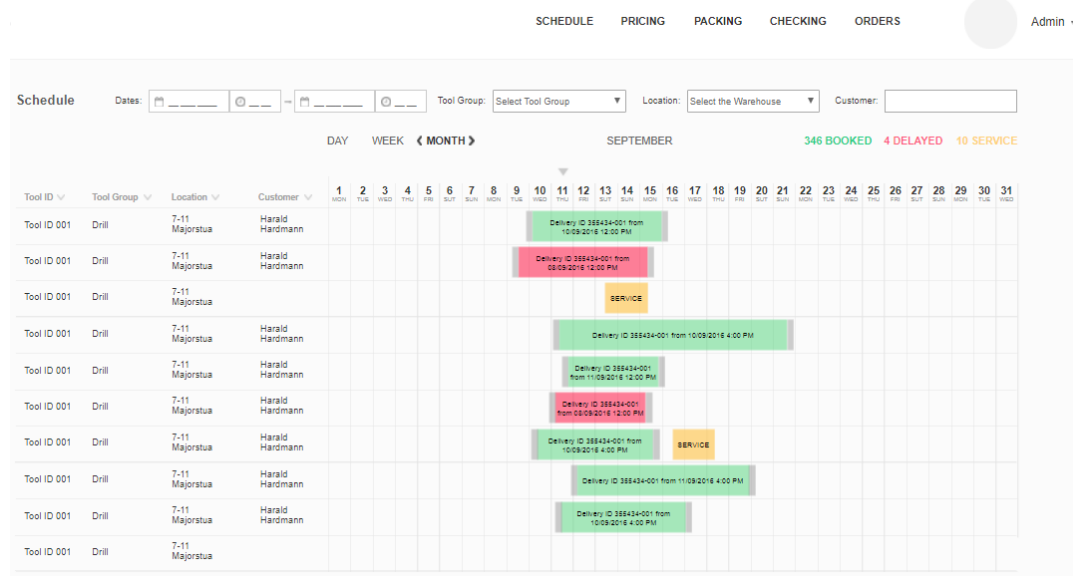 SCHEDULE PRICING PACKING CHECKING ORDERS Admin
Schedule Dates: Tool Group: Select Tool Group Location: Select the Warehouse Customer:
DAY WEEK ❮ MONTH ❯ SEPTEMBER 346 BOOKED 4 DELAYED 10 SERVICE
Tool ID Tool Group Location Customer 1 2 3 4 5 6 7 8 9 10 11 12 13 14 15 16 17 18 19 20 21 22 23 24 25 26 27 28 29 30 31
MON TUE WED THU FRI SUT SUN MON TUE WED THU FRI SUT SUN MON TUE WED THU FRI SUT SUN MON TUE WED THU FRI SUT SUN MON TUE WED
Tool ID 001 Drill 7-11 Majorstua Harald Hardmann
Delivery ID 355434-001 from
10/09/2016 12:00 PM
Tool ID 001 Drill 7-11 Majorstua Harald Hardmann
Delivery ID 355434-001 from
08/09/2016 12:00 PM
Tool ID 001 Drill 7-11 Majorstua
SERVICE
Tool ID 001 Drill 7-11 Majorstua Harald Hardmann
Delivery ID 355434-001 from 10/09/2016 4:00 PM
Tool ID 001 Drill 7-11 Majorstua Harald Hardmann
Delivery ID 355434-001
from 11/09/2016 12:00 PM
Tool ID 001 Drill 7-11 Majorstua Harald Hardmann
Delivery ID 355434-001
from 08/09/2016 12:00 PM
Tool ID 001 Drill 7-11 Majorstua Harald Hardmann
Delivery ID 355434-001 from
10/09/2016 4:00 PM
SERVICE
Tool ID 001 Drill 7-11 Majorstua Harald Hardmann
Delivery ID 355434-001 from 11/09/2016 4:00 PM
Tool ID 001 Drill 7-11 Majorstua Harald Hardmann
Delivery ID 355434-001 from
10/09/2016 4:00 PM
Tool ID 001 Drill 7-11 Majorstua